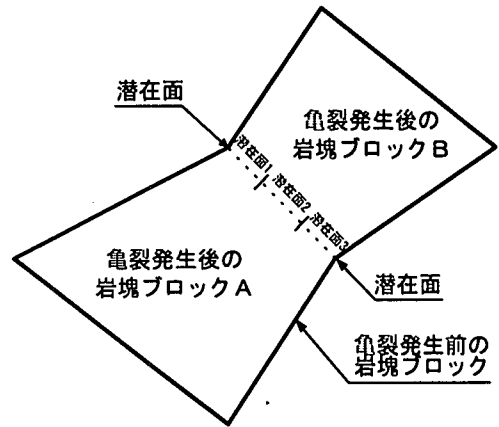 潜在面
亀裂発生後の
岩塊ブロックB
潜在面1
潜在面2
潜在面3
亀裂発生後の
岩塊ブロックA
潜在面
亀裂発生前の
岩塊ブロック